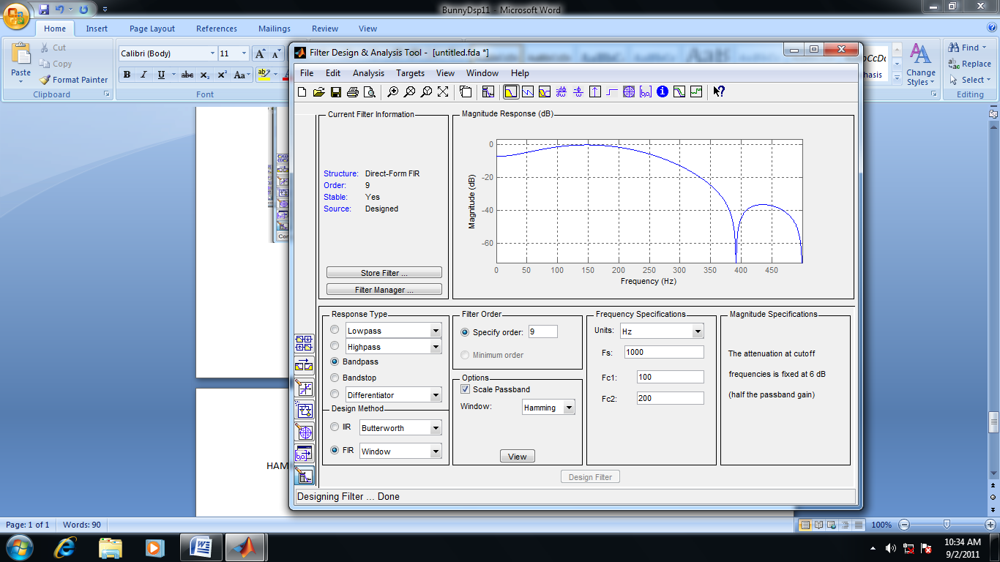 BunnyDsp11 - Microsoft Word
Home Insert Page Layout References Mailings Review View
Paste
Cut
Copy
Format Painter
Clipboard
Calibri (Body) 11
B I U abc X₂ X² Aa
Font
Change Styles
Find
Replace
Select
Editing
Filter Design & Analysis Tool - [untitled.fda *]
File Edit Analysis Targets View Window Help
Current Filter Information
Structure: Direct-Form FIR
Order: 9
Stable: Yes
Source: Designed
Store Filter ...
Filter Manager ...
Magnitude Response (dB)
Magnitude (dB)
0
-20
-40
-60
0 50 100 150 200 250 300 350 400 450
Frequency (Hz)
Response Type
Lowpass
Highpass
Bandpass
Bandstop
Differentiator
Design Method
IIR Butterworth
FIR Window
Filter Order
Specify order: 9
Minimum order
Options
Scale Passband
Window: Hamming
View
Frequency Specifications
Units: Hz
Fs: 1000
Fc1: 100
Fc2: 200
Magnitude Specifications
The attenuation at cutoff
frequencies is fixed at 6 dB
(half the passband gain)
Design Filter
Designing Filter ... Done
HAM
Page: 1 of 1 Words: 90
100%
10:34 AM
9/2/2011